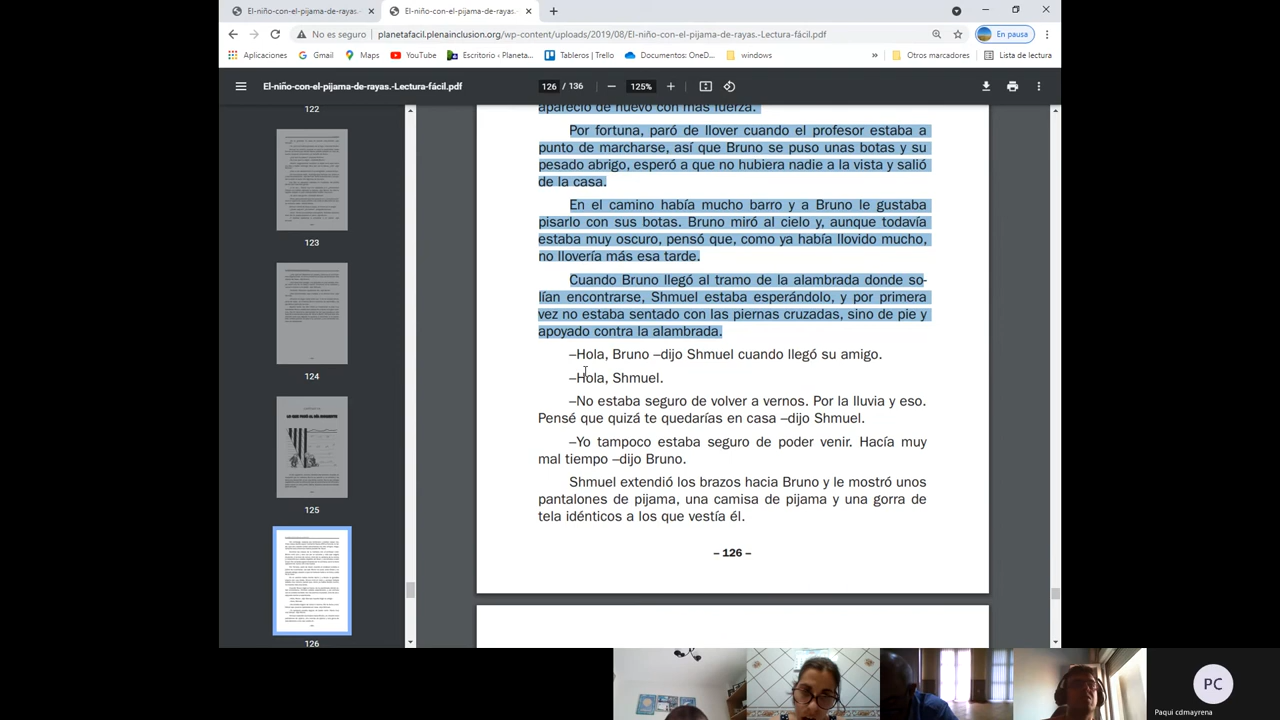 El-niño-con-el-pijama-de-rayas.-
El-niño-con-el-pijama-de-rayas.-
No es seguro
planetafacil.plenainclusion.org/wp-content/uploads/2019/08/El-niño-con-el-pijama-de-rayas.-Lectura-fácil.pdf
En pausa
Aplicaciones
Gmail
Maps
YouTube
Escritorio <Planeta...
Tableros | Trello
Documentos: OneD...
windows
»
Otros marcadores
Lista de lectura
El-niño-con-el-pijama-de-rayas.-Lectura-fácil.pdf
126 / 136
125%
122
123
124
125
126
apareció de nuevo con más fuerza.
Por fortuna, paró de llover cuando el profesor estaba a
punto de marcharse, así que Bruno se puso unas botas y su
pesado abrigo, esperó a que no hubiera nadie a la vista y salió
de la casa.
En el camino había mucho barro y a Bruno le gustaba
pisarlo con sus botas. Bruno miró al cielo y, aunque todavía
estaba muy oscuro, pensó que, como ya había llovido mucho,
no llovería más esa tarde.
Cuando Bruno llegó al tramo de la alambrada donde so-
lían encontrarse, Shmuel estaba esperándolo, y por primera
vez no estaba sentado con las piernas cruzadas, sino de pie y
apoyado contra la alambrada.
–Hola, Bruno –dijo Shmuel cuando llegó su amigo.
–Hola, Shmuel.
–No estaba seguro de volver a vernos. Por la lluvia y eso.
Pensé que quizá te quedarías en casa –dijo Shmuel.
–Yo tampoco estaba seguro de poder venir. Hacía muy
mal tiempo –dijo Bruno.
Shmuel extendió los brazos hacia Bruno y le mostró unos
pantalones de pijama, una camisa de pijama y una gorra de
tela idénticos a los que vestía él.
– 126 –
PC
Paqui cdmayrena